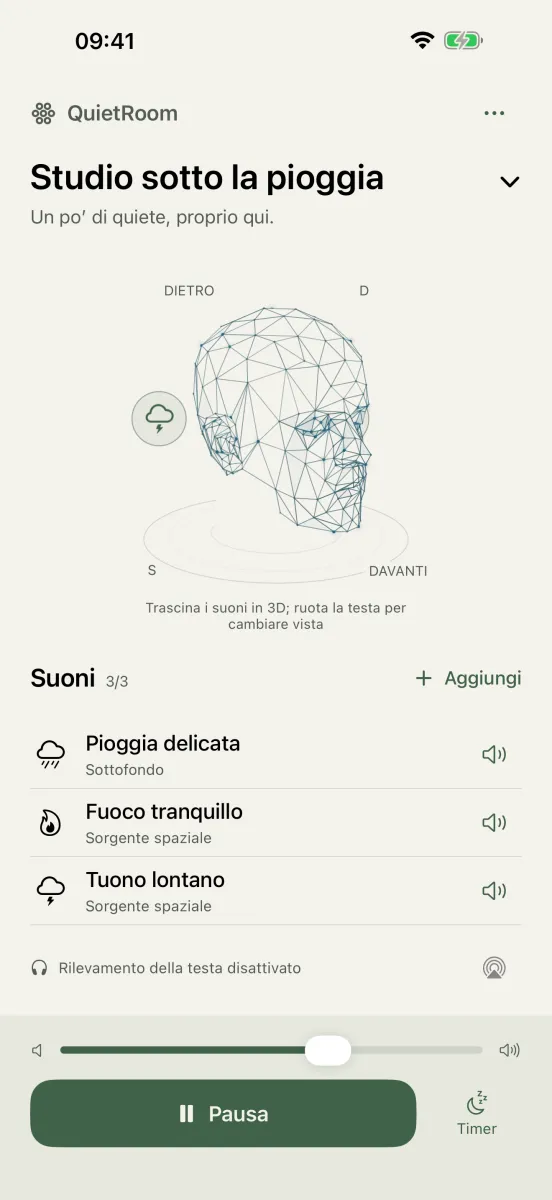 09:41
QuietRoom
Studio sotto la pioggia
Un po’ di quiete, proprio qui.
DIETRO
D
S
DAVANTI
Trascina i suoni in 3D; ruota la testa per
cambiare vista
Suoni 3/3
+ Aggiungi
Pioggia delicata
Sottofondo
Fuoco tranquillo
Sorgente spaziale
Tuono lontano
Sorgente spaziale
Rilevamento della testa disattivato
Pausa
Timer